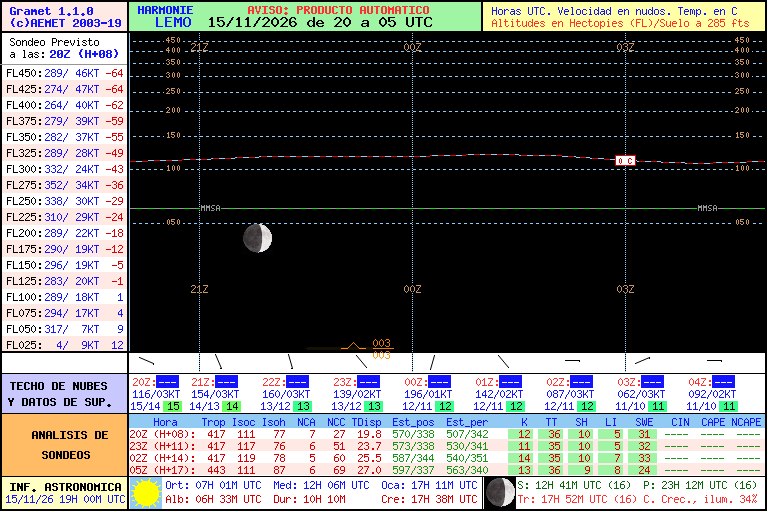 Gramet 1.1.0
(c)AEMET 2003-19
HARMONIE
LEMO
AVISO: PRODUCTO AUTOMATICO
15/11/2026 de 20 a 05 UTC
Horas UTC. Velocidad en nudos. Temp. en C
Altitudes en Hectopies (FL)/Suelo a 285 fts
Sondeo Previsto
a las: 20Z (H+08)
FL450:289/ 46KT -64
FL425:274/ 47KT -64
FL400:264/ 40KT -62
FL375:279/ 39KT -59
FL350:282/ 37KT -55
FL325:289/ 28KT -49
FL300:332/ 24KT -43
FL275:352/ 34KT -36
FL250:338/ 30KT -29
FL225:310/ 29KT -24
FL200:289/ 22KT -18
FL175:290/ 19KT -12
FL150:296/ 19KT -5
FL125:283/ 20KT -1
FL100:289/ 18KT 1
FL075:294/ 17KT 4
FL050:317/ 7KT 9
FL025: 4/ 9KT 12
21Z 00Z 03Z
450 450
400 400
350 350
300 300
250 250
200 200
150 150
0 C
100 100
MMSA MMSA
050 050
21Z 00Z 03Z
003
003
TECHO DE NUBES
Y DATOS DE SUP.
20Z:--- 21Z:--- 22Z:--- 23Z:--- 00Z:--- 01Z:--- 02Z:--- 03Z:--- 04Z:---
116/03KT 154/03KT 160/03KT 139/02KT 196/01KT 142/02KT 087/03KT 062/03KT 092/02KT
15/14 15 14/13 14 13/12 13 13/12 13 12/11 12 12/11 12 12/11 12 11/10 11 11/10 11
ANALISIS DE
SONDEOS
Hora Trop Isoc Isoh NCA NCC TDisp Est_pos Est_per K TT SH LI SWE CIN CAPE NCAPE
20Z (H+08): 417 111 77 7 27 19.8 570/338 507/342 12 36 10 5 31 ---- ---- ----
23Z (H+11): 417 117 76 6 51 23.7 573/338 530/341 11 35 10 6 32 ---- ---- ----
02Z (H+14): 417 119 78 5 60 25.5 587/344 540/351 14 35 10 7 33 ---- ---- ----
05Z (H+17): 443 111 87 6 69 27.0 597/337 563/340 13 36 9 8 24 ---- ---- ----
INF. ASTRONOMICA
15/11/26 19H 00M UTC
Ort: 07H 01M UTC Med: 12H 06M UTC Oca: 17H 11M UTC
Alb: 06H 33M UTC Dur: 10H 10M Cre: 17H 38M UTC
S: 12H 41M UTC (16) P: 23H 12M UTC (16)
Tr: 17H 52M UTC (16) C. Crec., ilum. 34%